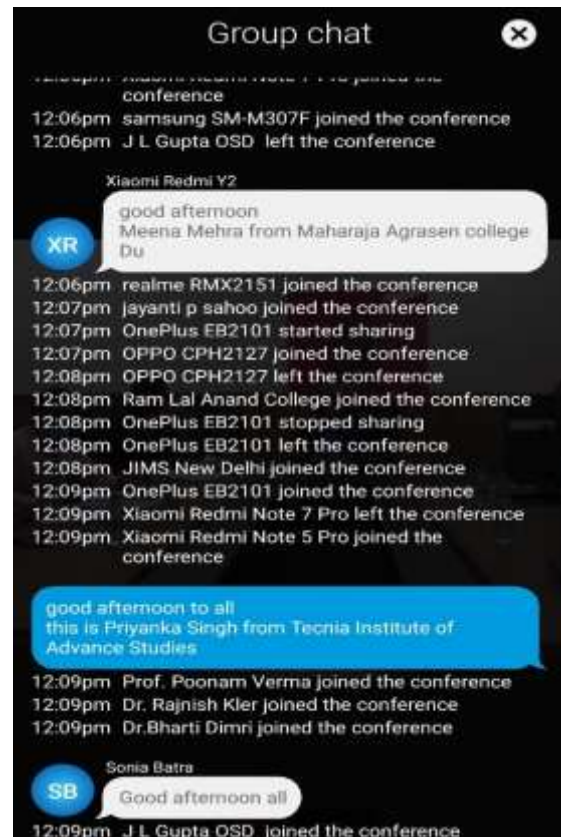 Group chat
12:06pm Xiaomi Redmi Note 7 Pro joined the
conference
12:06pm samsung SM-M307F joined the conference
12:06pm J L Gupta OSD left the conference
Xiaomi Redmi Y2
XR
good afternoon
Meena Mehra from Maharaja Agrasen college
Du
12:06pm realme RMX2151 joined the conference
12:07pm jayanti p sahoo joined the conference
12:07pm OnePlus EB2101 started sharing
12:07pm OPPO CPH2127 joined the conference
12:08pm OPPO CPH2127 left the conference
12:08pm Ram Lal Anand College joined the conference
12:08pm OnePlus EB2101 stopped sharing
12:08pm OnePlus EB2101 left the conference
12:08pm JIMS New Delhi joined the conference
12:09pm OnePlus EB2101 joined the conference
12:09pm Xiaomi Redmi Note 7 Pro left the conference
12:09pm Xiaomi Redmi Note 5 Pro joined the
conference
good afternoon to all
this is Priyanka Singh from Tecnia Institute of
Advance Studies
12:09pm Prof. Poonam Verma joined the conference
12:09pm Dr. Rajnish Kler joined the conference
12:09pm Dr.Bharti Dimri joined the conference
Sonia Batra
SB
Good afternoon all
12:09pm J L Gupta OSD joined the conference